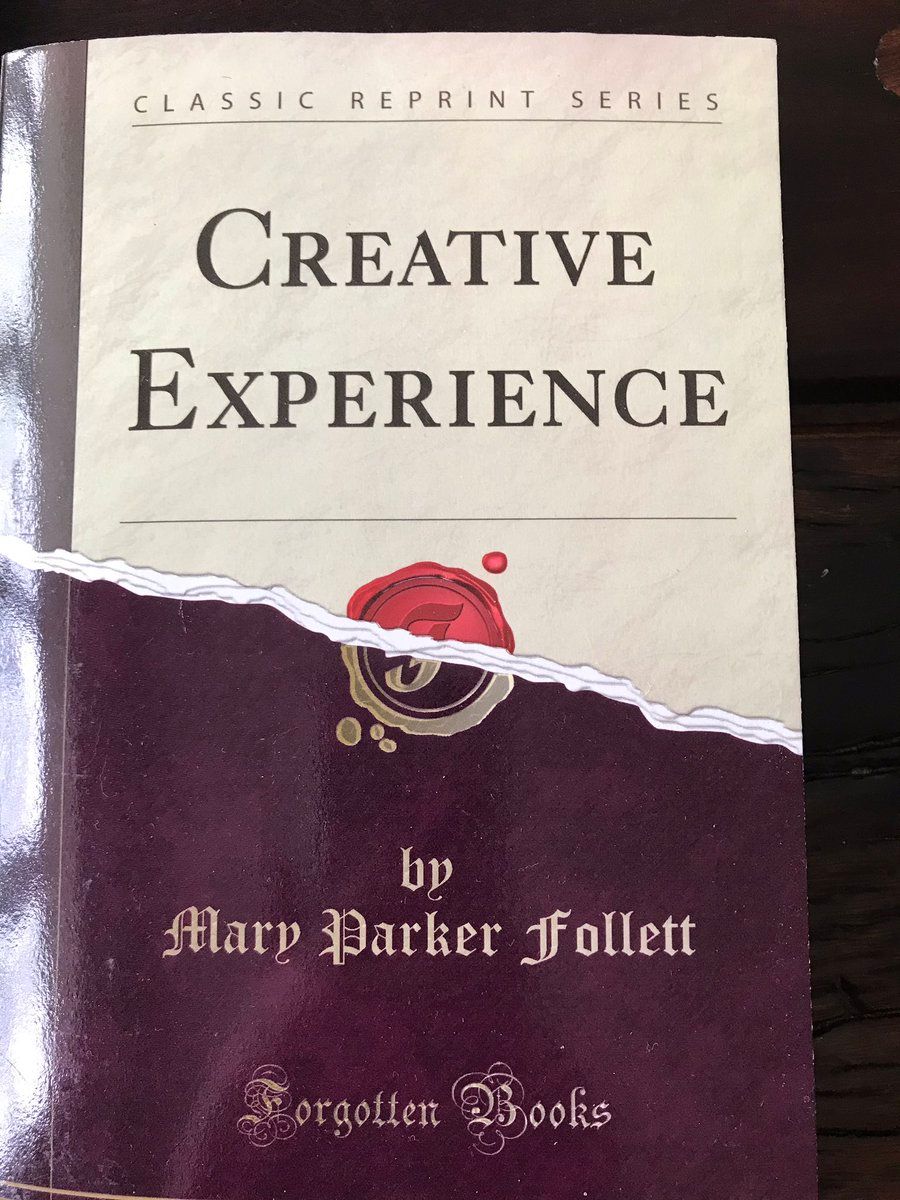 CLASSIC REPRINT SERIES
CREATIVE
EXPERIENCE
F
by
Mary Parker Follett
Forgotten Books